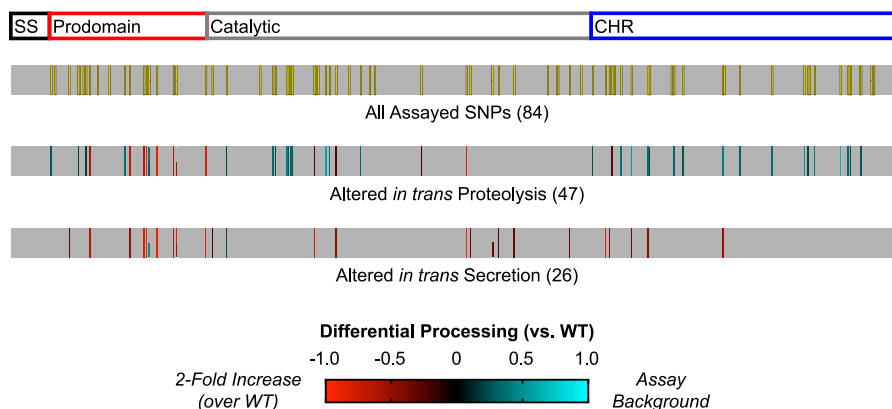 SS Prodomain Catalytic CHR
All Assayed SNPs (84)
Altered in trans Proteolysis (47)
Altered in trans Secretion (26)
Differential Processing (vs. WT)
-1.0 -0.5 0 0.5 1.0
2-Fold Increase
(over WT)
Assay
Background